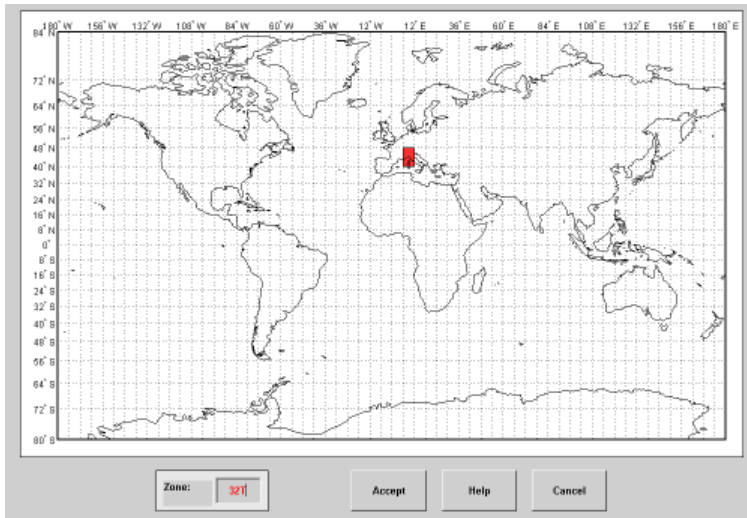 180° W 156° W 132° W 108° W 84° W 60° W 36° W 12° W 12° E 36° E 60° E 84° E 108° E 132° E 156° E 180° E
84° N
72° N
64° N
56° N
48° N
40° N
32° N
24° N
16° N
8° N
0°
8° S
16° S
24° S
32° S
40° S
48° S
56° S
64° S
72° S
80° S
Zone: 32T Accept Help Cancel